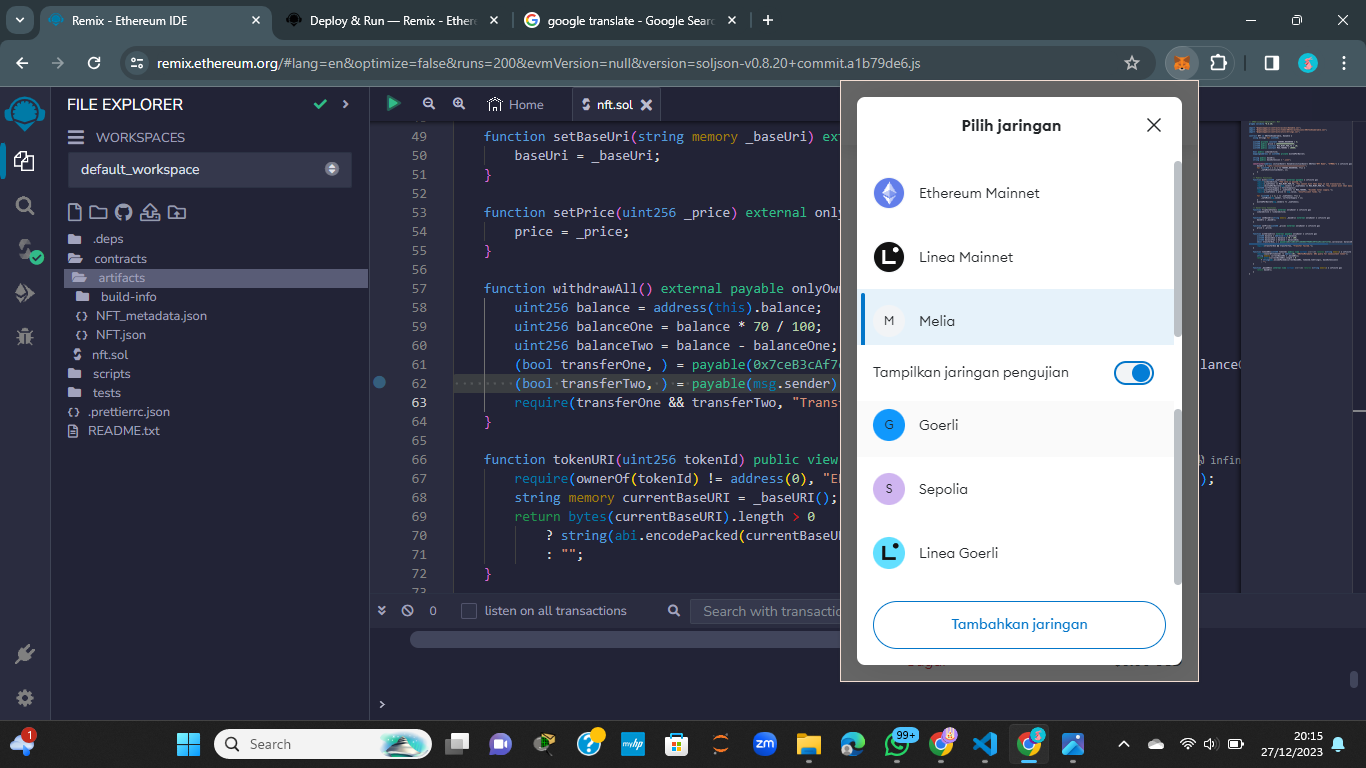 Remix - Ethereum IDE
Deploy & Run — Remix - Ether
google translate - Google Searc
remix.ethereum.org/#lang=en&optimize=false&runs=200&evmVersion=null&version=soljson-v0.8.20+commit.a1b79de6.js
FILE EXPLORER
WORKSPACES
default_workspace
.deps
contracts
artifacts
build-info
NFT_metadata.json
NFT.json
nft.sol
scripts
tests
.prettierrc.json
README.txt
Home
nft.sol
49 function setBaseUri(string memory _baseUri) ext
50 baseUri = _baseUri;
51 }
52
53 function setPrice(uint256 _price) external only
54 price = _price;
55 }
56
57 function withdrawAll() external payable onlyOwn
58 uint256 balance = address(this).balance;
59 uint256 balanceOne = balance * 70 / 100;
60 uint256 balanceTwo = balance - balanceOne;
61 (bool transferOne, ) = payable(0x7ceB3cAf7
62 (bool transferTwo, ) = payable(msg.sender)
63 require(transferOne && transferTwo, "Transf
64 }
65
66 function tokenURI(uint256 tokenId) public view infin
67 require(ownerOf(tokenId) != address(0), "E );
68 string memory currentBaseURI = _baseURI();
69 return bytes(currentBaseURI).length > 0
70 ? string(abi.encodePacked(currentBaseU
71 : "";
72 }
0
listen on all transactions
Search with transactio
>
Pilih jaringan
Ethereum Mainnet
Linea Mainnet
M
Melia
Tampilkan jaringan pengujian
G
Goerli
S
Sepolia
Linea Goerli
Tambahkan jaringan
1
Search
myhp
zm
99+
20:15
27/12/2023